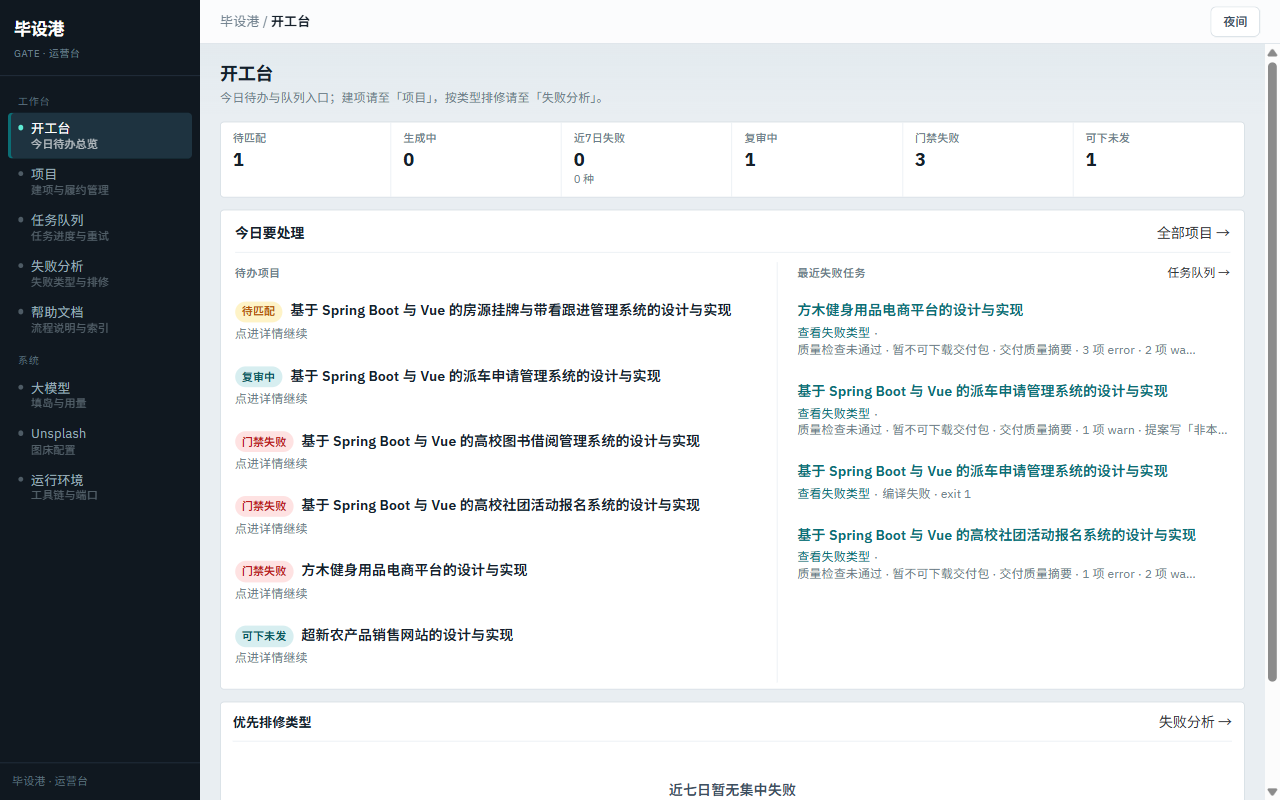 毕设港
GATE · 运营台
工作台
开工台
今日待办总览
项目
建项与履约管理
任务队列
任务进度与重试
失败分析
失败类型与排修
帮助文档
流程说明与索引
系统
大模型
填岛与用量
Unsplash
图床配置
运行环境
工具链与端口
毕设港 · 运营台
毕设港 / 开工台
夜间
开工台
今日待办与队列入口；建项请至「项目」，按类型排修请至「失败分析」。
待匹配
1
生成中
0
近7日失败
0
0 种
复审中
1
门禁失败
3
可下未发
1
今日要处理
全部项目 →
待办项目
待匹配 基于 Spring Boot 与 Vue 的房源挂牌与带看跟进管理系统的设计与实现
点进详情继续
复审中 基于 Spring Boot 与 Vue 的派车申请管理系统的设计与实现
点进详情继续
门禁失败 基于 Spring Boot 与 Vue 的高校图书借阅管理系统的设计与实现
点进详情继续
门禁失败 基于 Spring Boot 与 Vue 的高校社团活动报名系统的设计与实现
点进详情继续
门禁失败 方木健身用品电商平台的设计与实现
点进详情继续
可下未发 超新农产品销售网站的设计与实现
点进详情继续
最近失败任务
任务队列 →
方木健身用品电商平台的设计与实现
查看失败类型 ·
质量检查未通过 · 暂不可下载交付包 · 交付质量摘要 · 3 项 error · 2 项 wa...
基于 Spring Boot 与 Vue 的派车申请管理系统的设计与实现
查看失败类型 ·
质量检查未通过 · 暂不可下载交付包 · 交付质量摘要 · 1 项 warn · 提案写「非本...
基于 Spring Boot 与 Vue 的派车申请管理系统的设计与实现
查看失败类型 · 编译失败 · exit 1
基于 Spring Boot 与 Vue 的高校社团活动报名系统的设计与实现
查看失败类型 ·
质量检查未通过 · 暂不可下载交付包 · 交付质量摘要 · 1 项 error · 2 项 wa...
优先排修类型
失败分析 →
近七日暂无集中失败